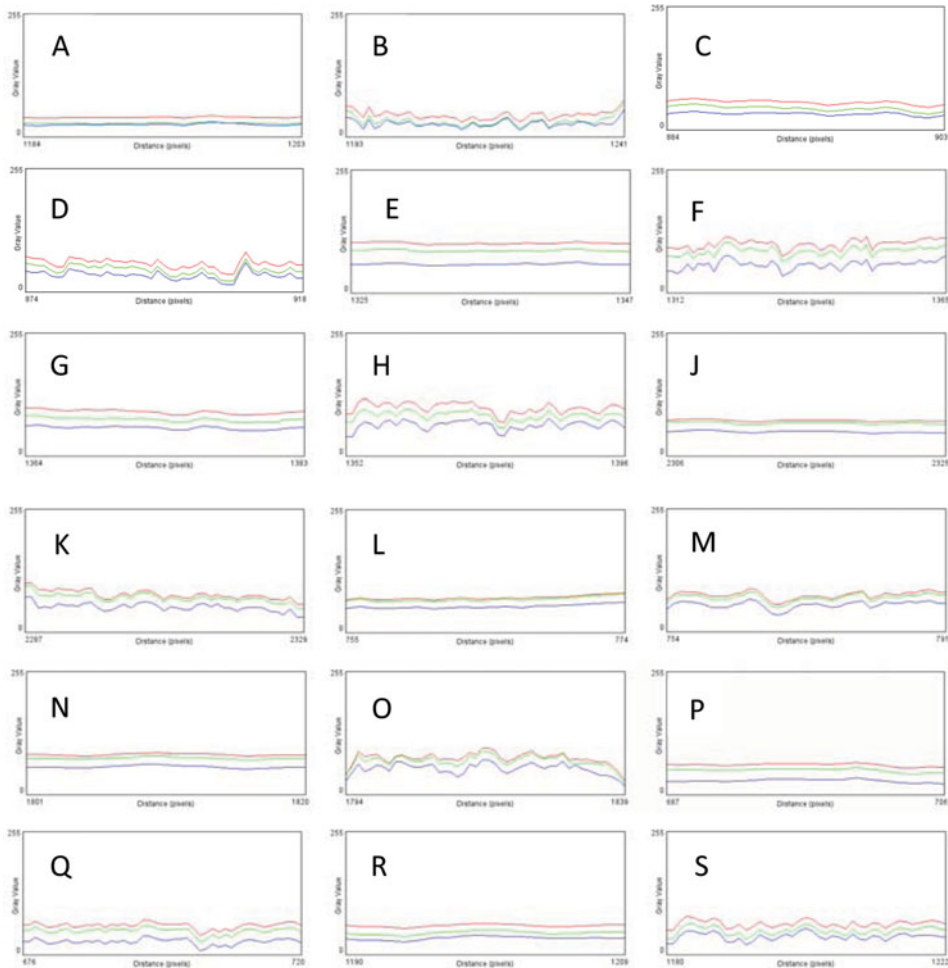 255
A
Gray Value
0
1184 Distance (pixels) 1203
255
B
Gray Value
0
Distance (pixels) 1241
255
C
Gray Value
0
884 Distance (pixels) 903
255
D
Gray Value
0
874 Distance (pixels) 918
255
E
Gray Value
0
Distance (pixels) 1347
255
F
Gray Value
0
1312 Distance (pixels) 1365
255
G
Gray Value
0
1364 Distance (pixels) 1383
255
H
Gray Value
0
1352 Distance (pixels) 1396
255
J
Gray Value
0
2306 Distance (pixels) 2325
255
K
Gray Value
0
2287 Distance (pixels) 2329
255
L
Gray Value
0
755 Distance (pixels) 774
255
M
Gray Value
0
754 Distance (pixels)
255
N
Gray Value
0
1801 Distance (pixels) 1820
255
O
Gray Value
0
1794 Distance (pixels) 1839
255
P
Gray Value
0
687 Distance (pixels) 706
255
Q
Gray Value
0
676 Distance (pixels) 720
255
R
Gray Value
0
1190 Distance (pixels) 1209
255
S
Gray Value
0
1180 Distance (pixels)